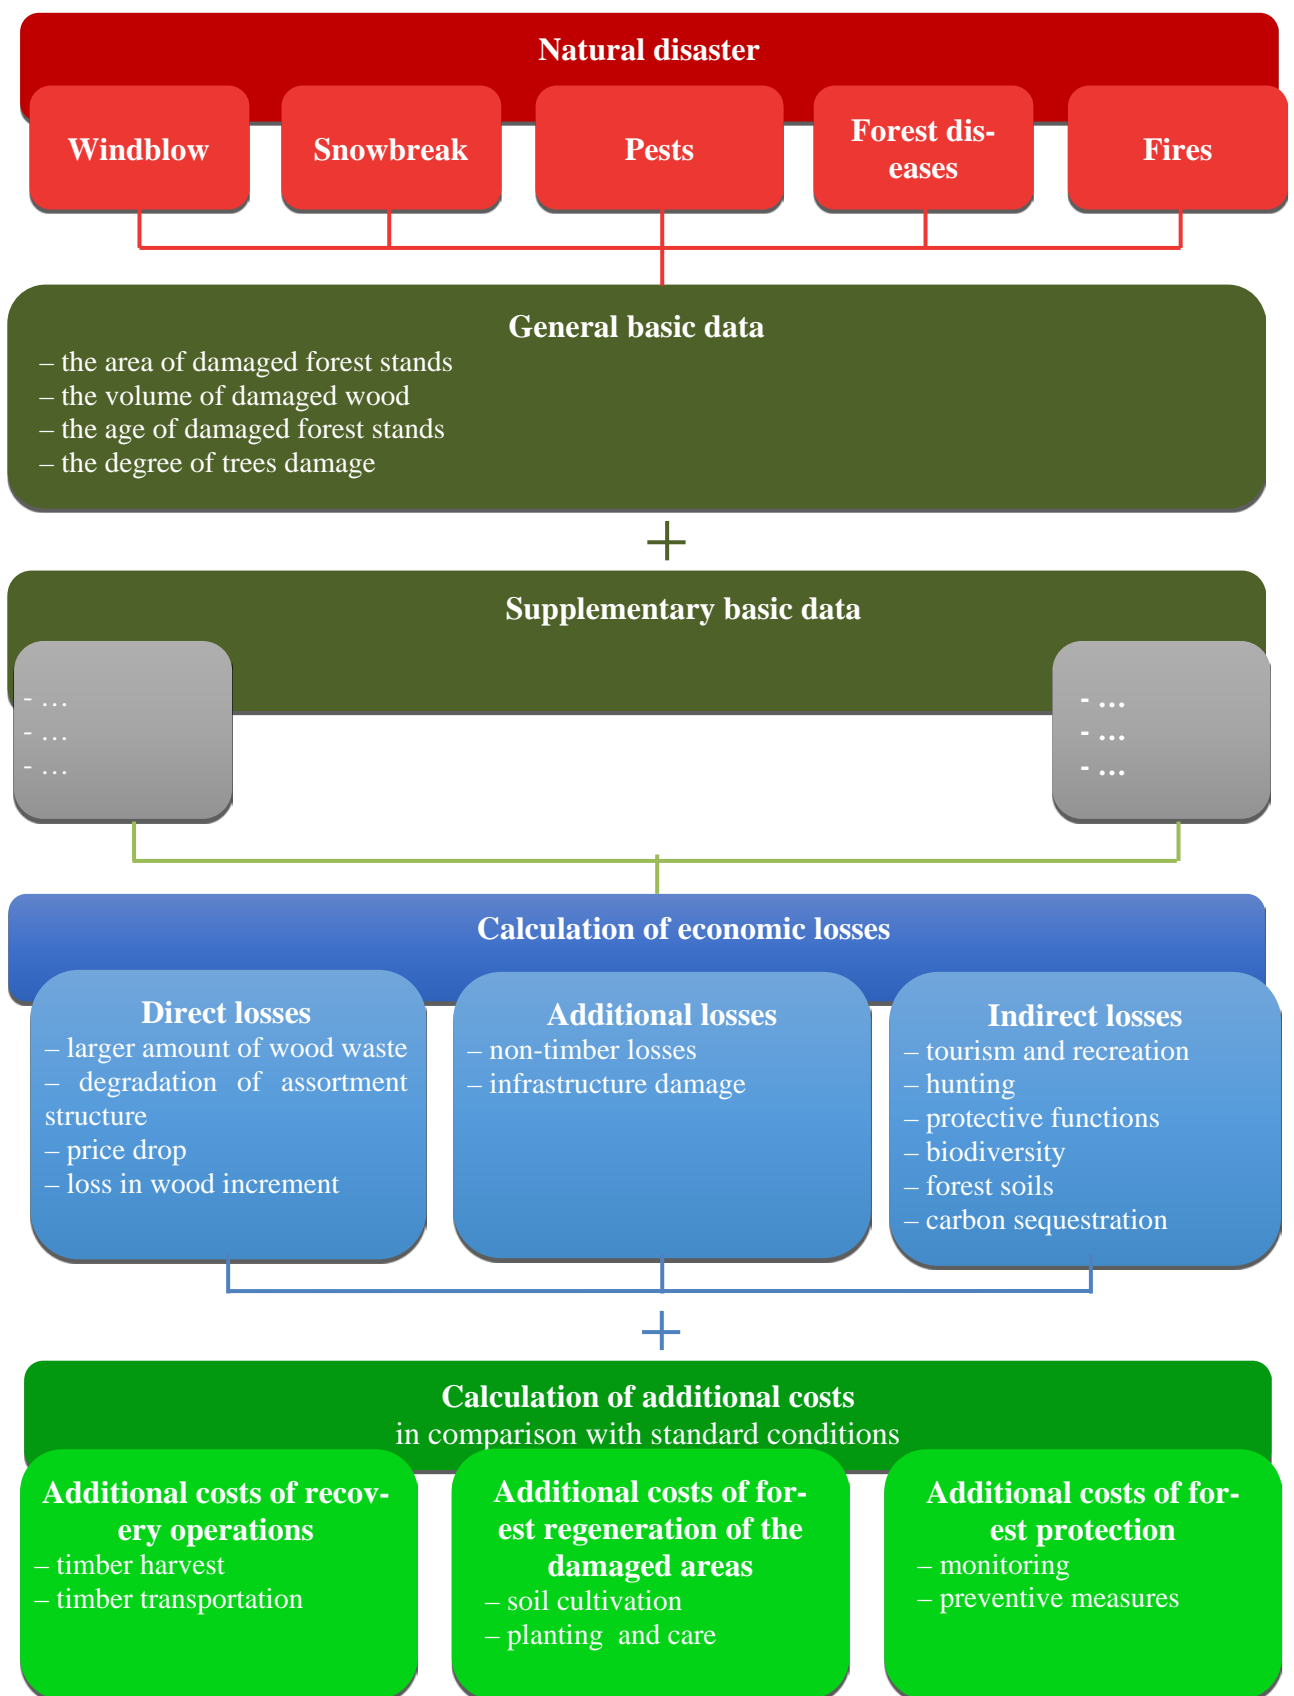 Natural disaster
Windblow
Snowbreak
Pests
Forest dis-
eases
Fires
General basic data
– the area of damaged forest stands
– the volume of damaged wood
– the age of damaged forest stands
– the degree of trees damage
+
Supplementary basic data
- …
- …
- …
- …
- …
- …
Calculation of economic losses
Direct losses
– larger amount of wood waste
– degradation of assortment
structure
– price drop
– loss in wood increment
Additional losses
– non-timber losses
– infrastructure damage
Indirect losses
– tourism and recreation
– hunting
– protective functions
– biodiversity
– forest soils
– carbon sequestration
+
Calculation of additional costs
in comparison with standard conditions
Additional costs of recov-
ery operations
– timber harvest
– timber transportation
Additional costs of for-
est regeneration of the
damaged areas
– soil cultivation
– planting and care
Additional costs of for-
est protection
– monitoring
– preventive measures